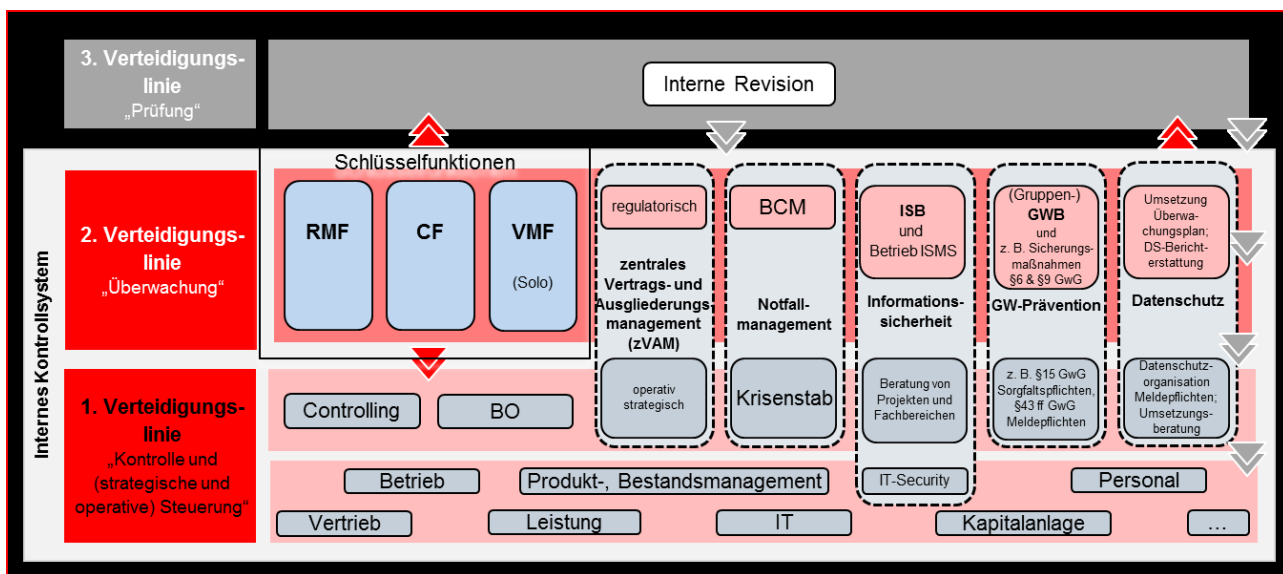 3. Verteidigungs-
linie
„Prüfung“
Interne Revision
Internes Kontrollsystem
2. Verteidigungs-
linie
„Überwachung“
Schlüsselfunktionen
RMF
CF
VMF
(Solo)
regulatorisch
zentrales
Vertrags- und
Ausgliederungs-
management
(zVAM)
operativ
strategisch
BCM
Notfall-
management
Krisenstab
ISB
und
Betrieb ISMS
Informations-
sicherheit
Beratung von
Projekten und
Fachbereichen
IT-Security
(Gruppen-)
GWB
und
z. B. Sicherungs-
maßnahmen
§6 & §9 GwG
GW-Prävention
z. B. §15 GwG
Sorgfaltspflichten,
§43 ff GwG
Meldepflichten
Umsetzung
Überwa-
chungsplan;
DS-Bericht-
erstattung
Datenschutz
Datenschutz-
organisation
Meldepflichten;
Umsetzungs-
beratung
1. Verteidigungs-
linie
„Kontrolle und
(strategische und
operative) Steuerung“
Controlling
BO
Betrieb
Produkt-, Bestandsmanagement
Personal
Vertrieb
Leistung
IT
Kapitalanlage
…